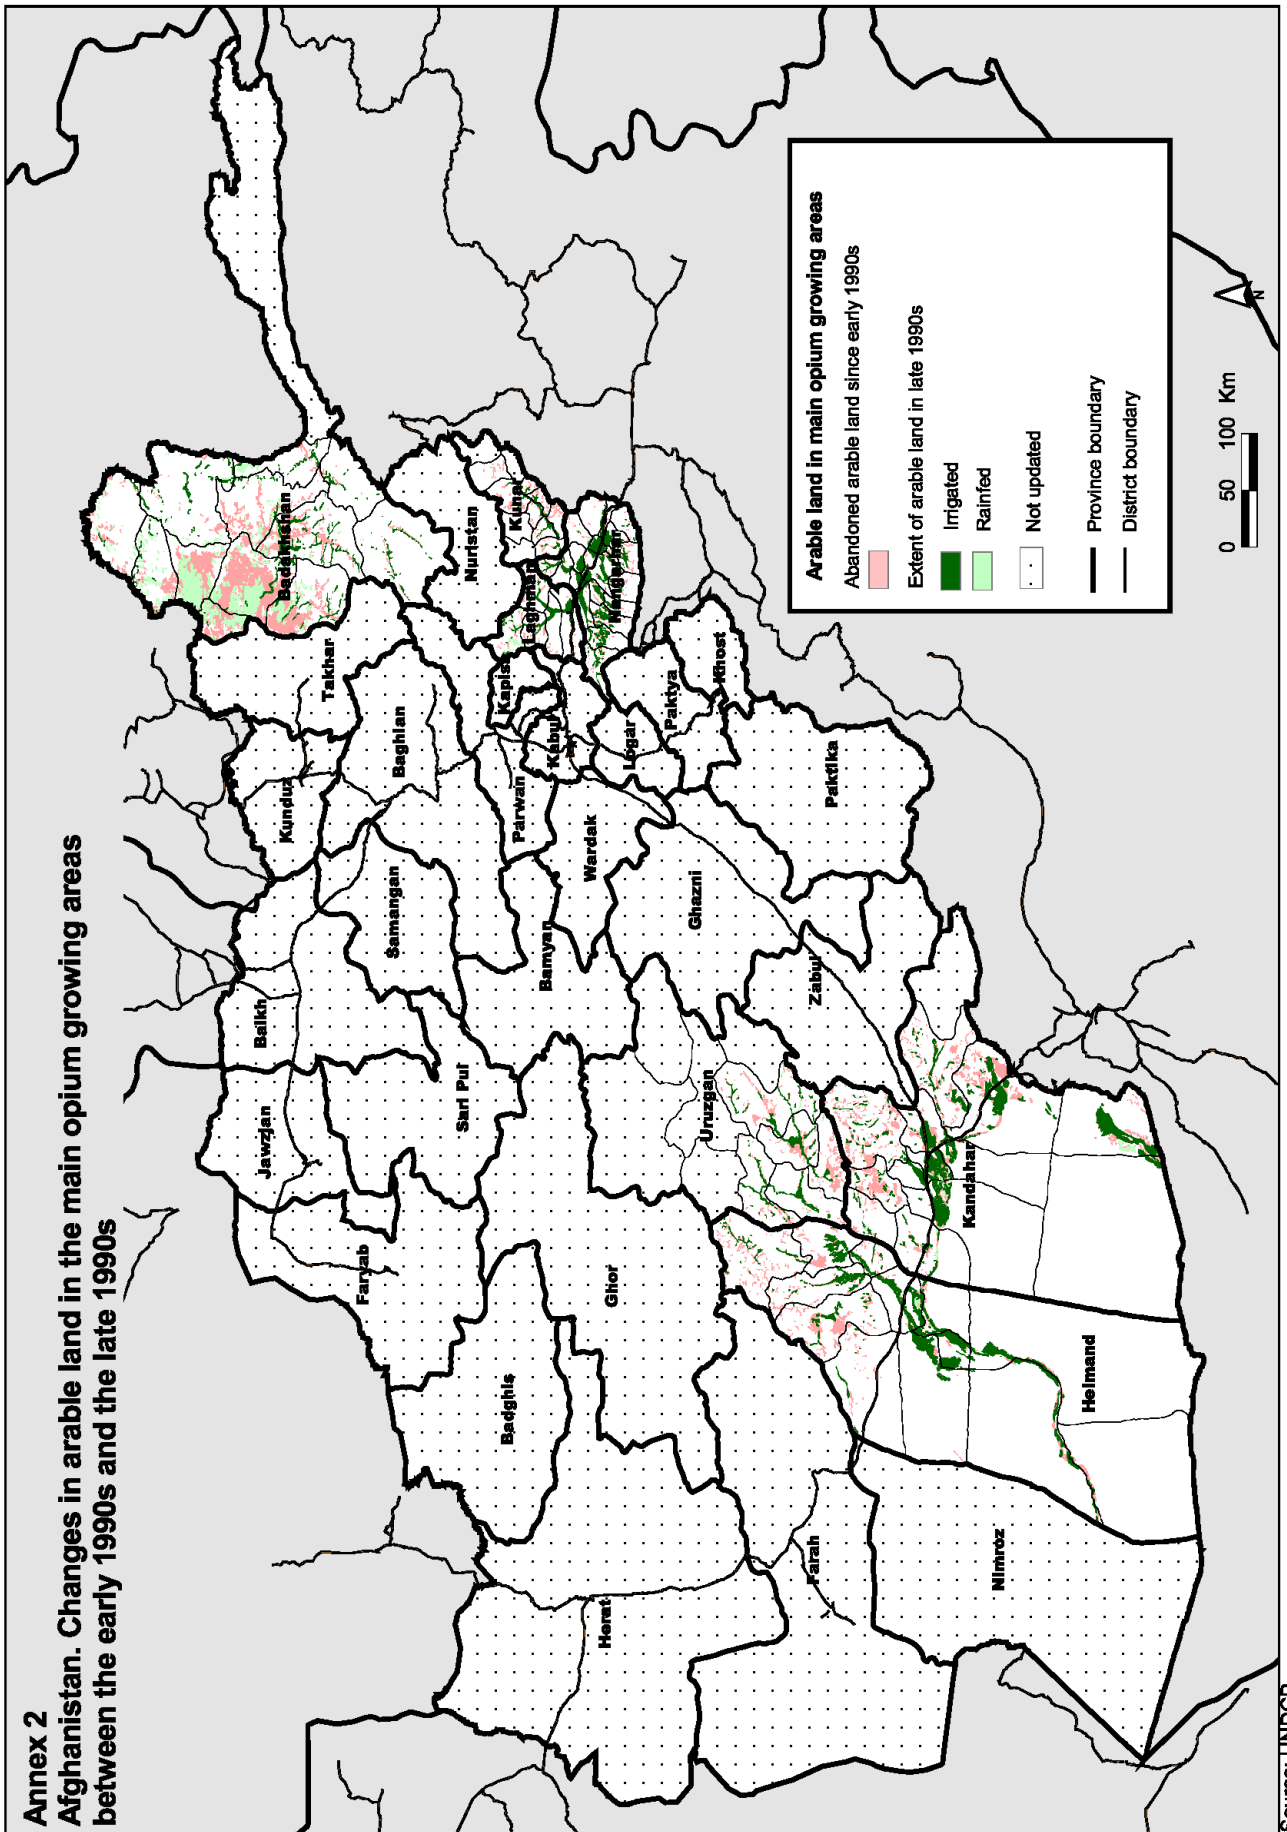 Annex 2
Afghanistan. Changes in arable land in the main opium growing areas
between the early 1990s and the late 1990s
Badakhshan
Takhar
Kunduz
Balkh
Jawzjan
Faryab
Baghlan
Samangan
Sari Pul
Badghis
Nuristan
Kunar
Laghman
Nangarhar
Kapisa
Kabul
Parwan
Bamyan
Wardak
Logar
Paktya
Khost
Ghor
Herat
Ghazni
Uruzgan
Paktika
Zabul
Farah
Kandahar
Helmand
Nimroz
Arable land in main opium growing areas
Abandoned arable land since early 1990s
Extent of arable land in late 1990s
Irrigated
Rainfed
Not updated
Province boundary
District boundary
0 50 100 Km
N
Source: UNDCP